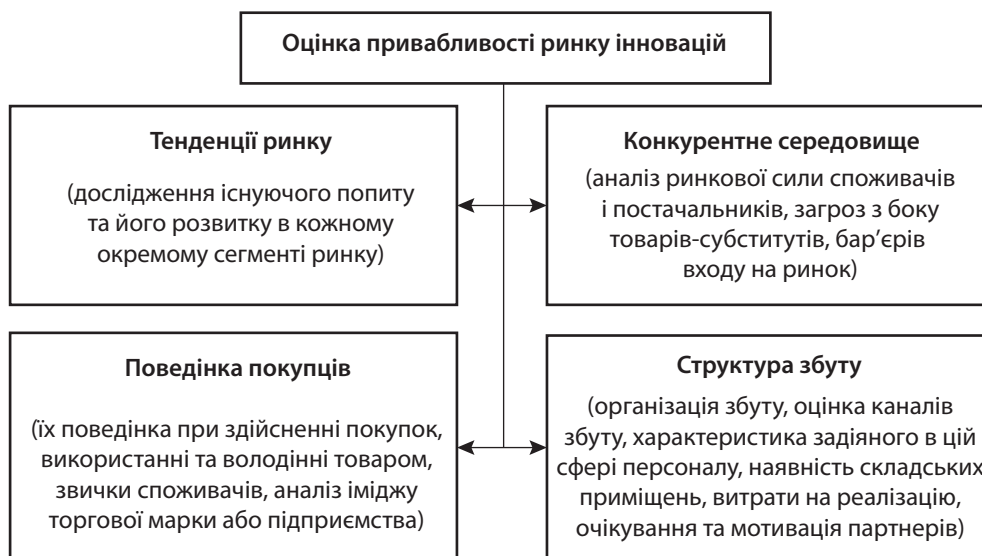 Оцінка привабливості ринку інновацій
Тенденції ринку
(дослідження існуючого попиту
та його розвитку в кожному
окремому сегменті ринку)
Конкурентне середовище
(аналіз ринкової сили споживачів
і постачальників, загроз з боку
товарів-субститутів, бар’єрів
входу на ринок)
Поведінка покупців
(їх поведінка при здійсненні покупок,
використанні та володінні товаром,
звички споживачів, аналіз іміджу
торгової марки або підприємства)
Структура збуту
(організація збуту, оцінка каналів
збуту, характеристика задіяного в цій
сфері персоналу, наявність складських
приміщень, витрати на реалізацію,
очікування та мотивація партнерів)